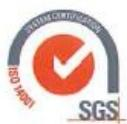 SYSTEM CERTIFICATION
ISO 14001
SGS